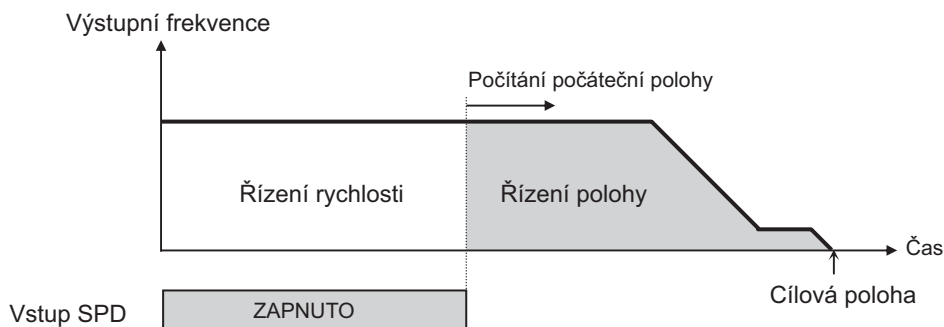 Výstupní frekvence
Počítání počáteční polohy
Řízení rychlosti
Řízení polohy
Čas
Cílová poloha
Vstup SPD
ZAPNUTO